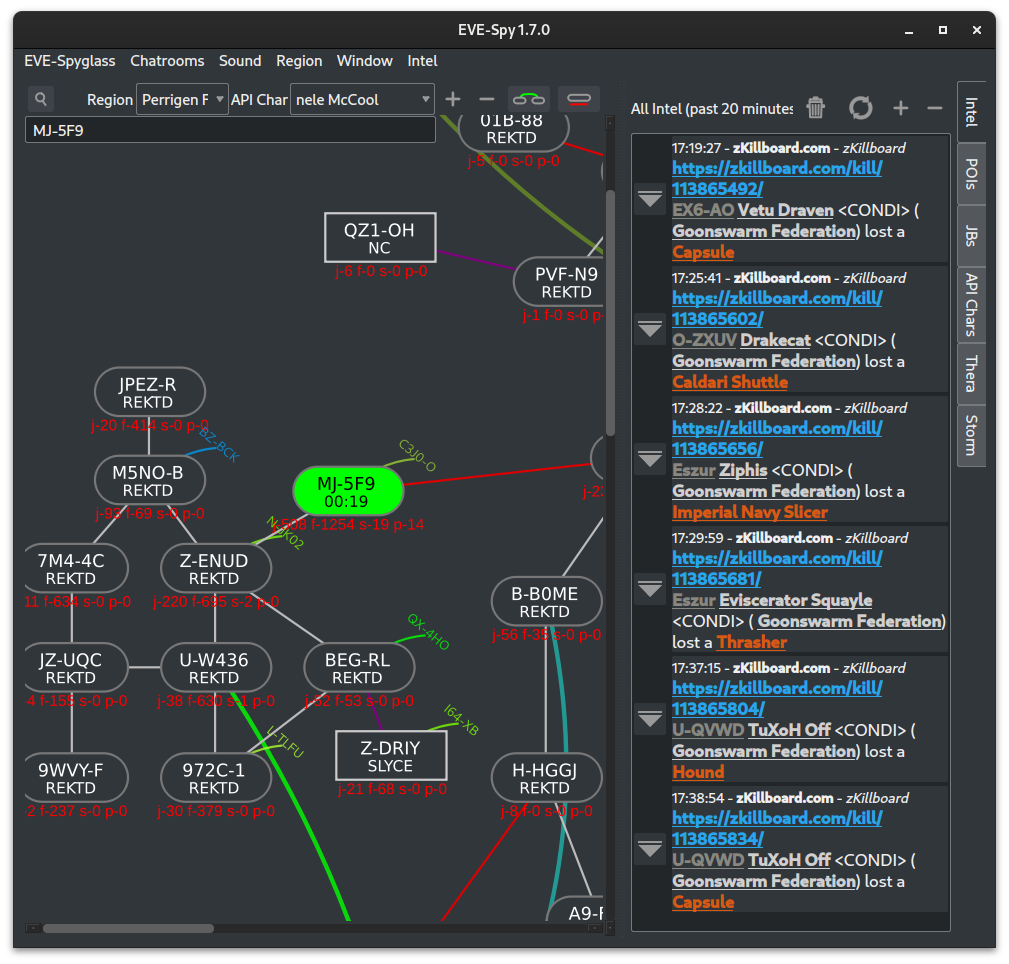 EVE-Spy 1.7.0
EVE-Spyglass Chatrooms Sound Region Window Intel
Region Perrigen F API Char nele McCool
MJ-5F9
01B-88
REKTD
j-5 f-0 s-0 p-0
QZ1-OH
NC
j-6 f-0 s-0 p-0
PVF-N9
REKTD
j-1 f-0 s-0 p-
JPEZ-R
REKTD
j-20 f-414 s-0 p-0
BZ-BCK
M5NO-B
REKTD
j-93 f-69 s-0 p-0
C3J0-O
MJ-5F9
00:19
f-1254 s-19 p-14
7M4-4C
REKTD
11 f-634 s-0 p-0
Z-ENUD
REKTD
j-220 f-695 s-2 p-0
B-B0ME
REKTD
j-56 f-35 s-0 p-0
QX-4HO
JZ-UQC
REKTD
4 f-155 s-0 p-0
U-W436
REKTD
j-38 f-630 s-1 p-0
BEG-RL
REKTD
j-52 f-53 s-0 p-0
I64-XB
Z-DRIY
SLYCE
j-21 f-68 s-0 p-0
9WVY-F
REKTD
2 f-237 s-0 p-0
972C-1
REKTD
j-30 f-379 s-0 p-0
H-HGGJ
REKTD
j-8 f-0 s-0 p-0
A9-F
All Intel (past 20 minutes
17:19:27 - zKillboard.com - zKillboard
https://zkillboard.com/kill/
113865492/
EX6-AO Vetu Draven <CONDI> (
Goonswarm Federation) lost a
Capsule
17:25:41 - zKillboard.com - zKillboard
https://zkillboard.com/kill/
113865602/
O-ZXUV Drakecat <CONDI> (
Goonswarm Federation) lost a
Caldari Shuttle
17:28:22 - zKillboard.com - zKillboard
https://zkillboard.com/kill/
113865656/
Eszur Ziphis <CONDI> (
Goonswarm Federation) lost a
Imperial Navy Slicer
17:29:59 - zKillboard.com - zKillboard
https://zkillboard.com/kill/
113865681/
Eszur Eviscerator Squayle
<CONDI> ( Goonswarm Federation)
lost a Thrasher
17:37:15 - zKillboard.com - zKillboard
https://zkillboard.com/kill/
113865804/
U-QVWD TuXoH Off <CONDI> (
Goonswarm Federation) lost a
Hound
17:38:54 - zKillboard.com - zKillboard
https://zkillboard.com/kill/
113865834/
U-QVWD TuXoH Off <CONDI> (
Goonswarm Federation) lost a
Capsule
Intel
POIs
JBs
API Chars
Thera
Storm